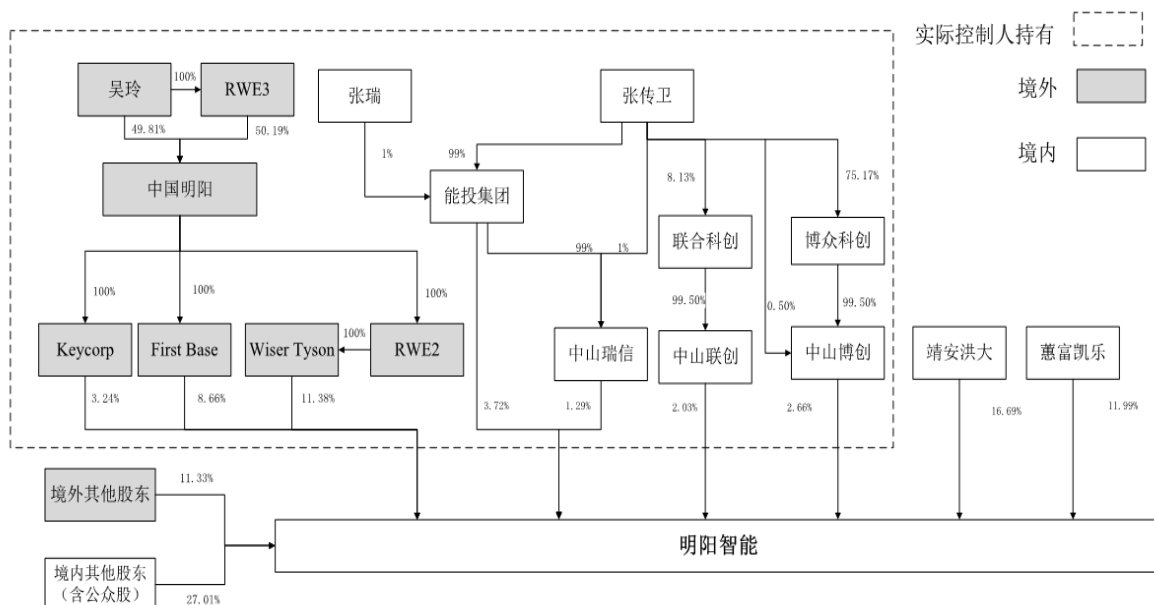 实际控制人持有
境外
境内
吴玲
100%
RWE3
张瑞
张传卫
49.81%
50.19%
1%
99%
8.13%
75.17%
中国明阳
能投集团
联合科创
博众科创
99%
1%
100%
100%
100%
99.50%
0.50%
99.50%
Keycorp
First Base
Wiser Tyson
100%
RWE2
中山瑞信
中山联创
中山博创
靖安洪大
蕙富凯乐
3.24%
8.66%
11.38%
3.72%
1.29%
2.03%
2.66%
16.69%
11.99%
境外其他股东
11.33%
明阳智能
境内其他股东
（含公众股）
27.01%